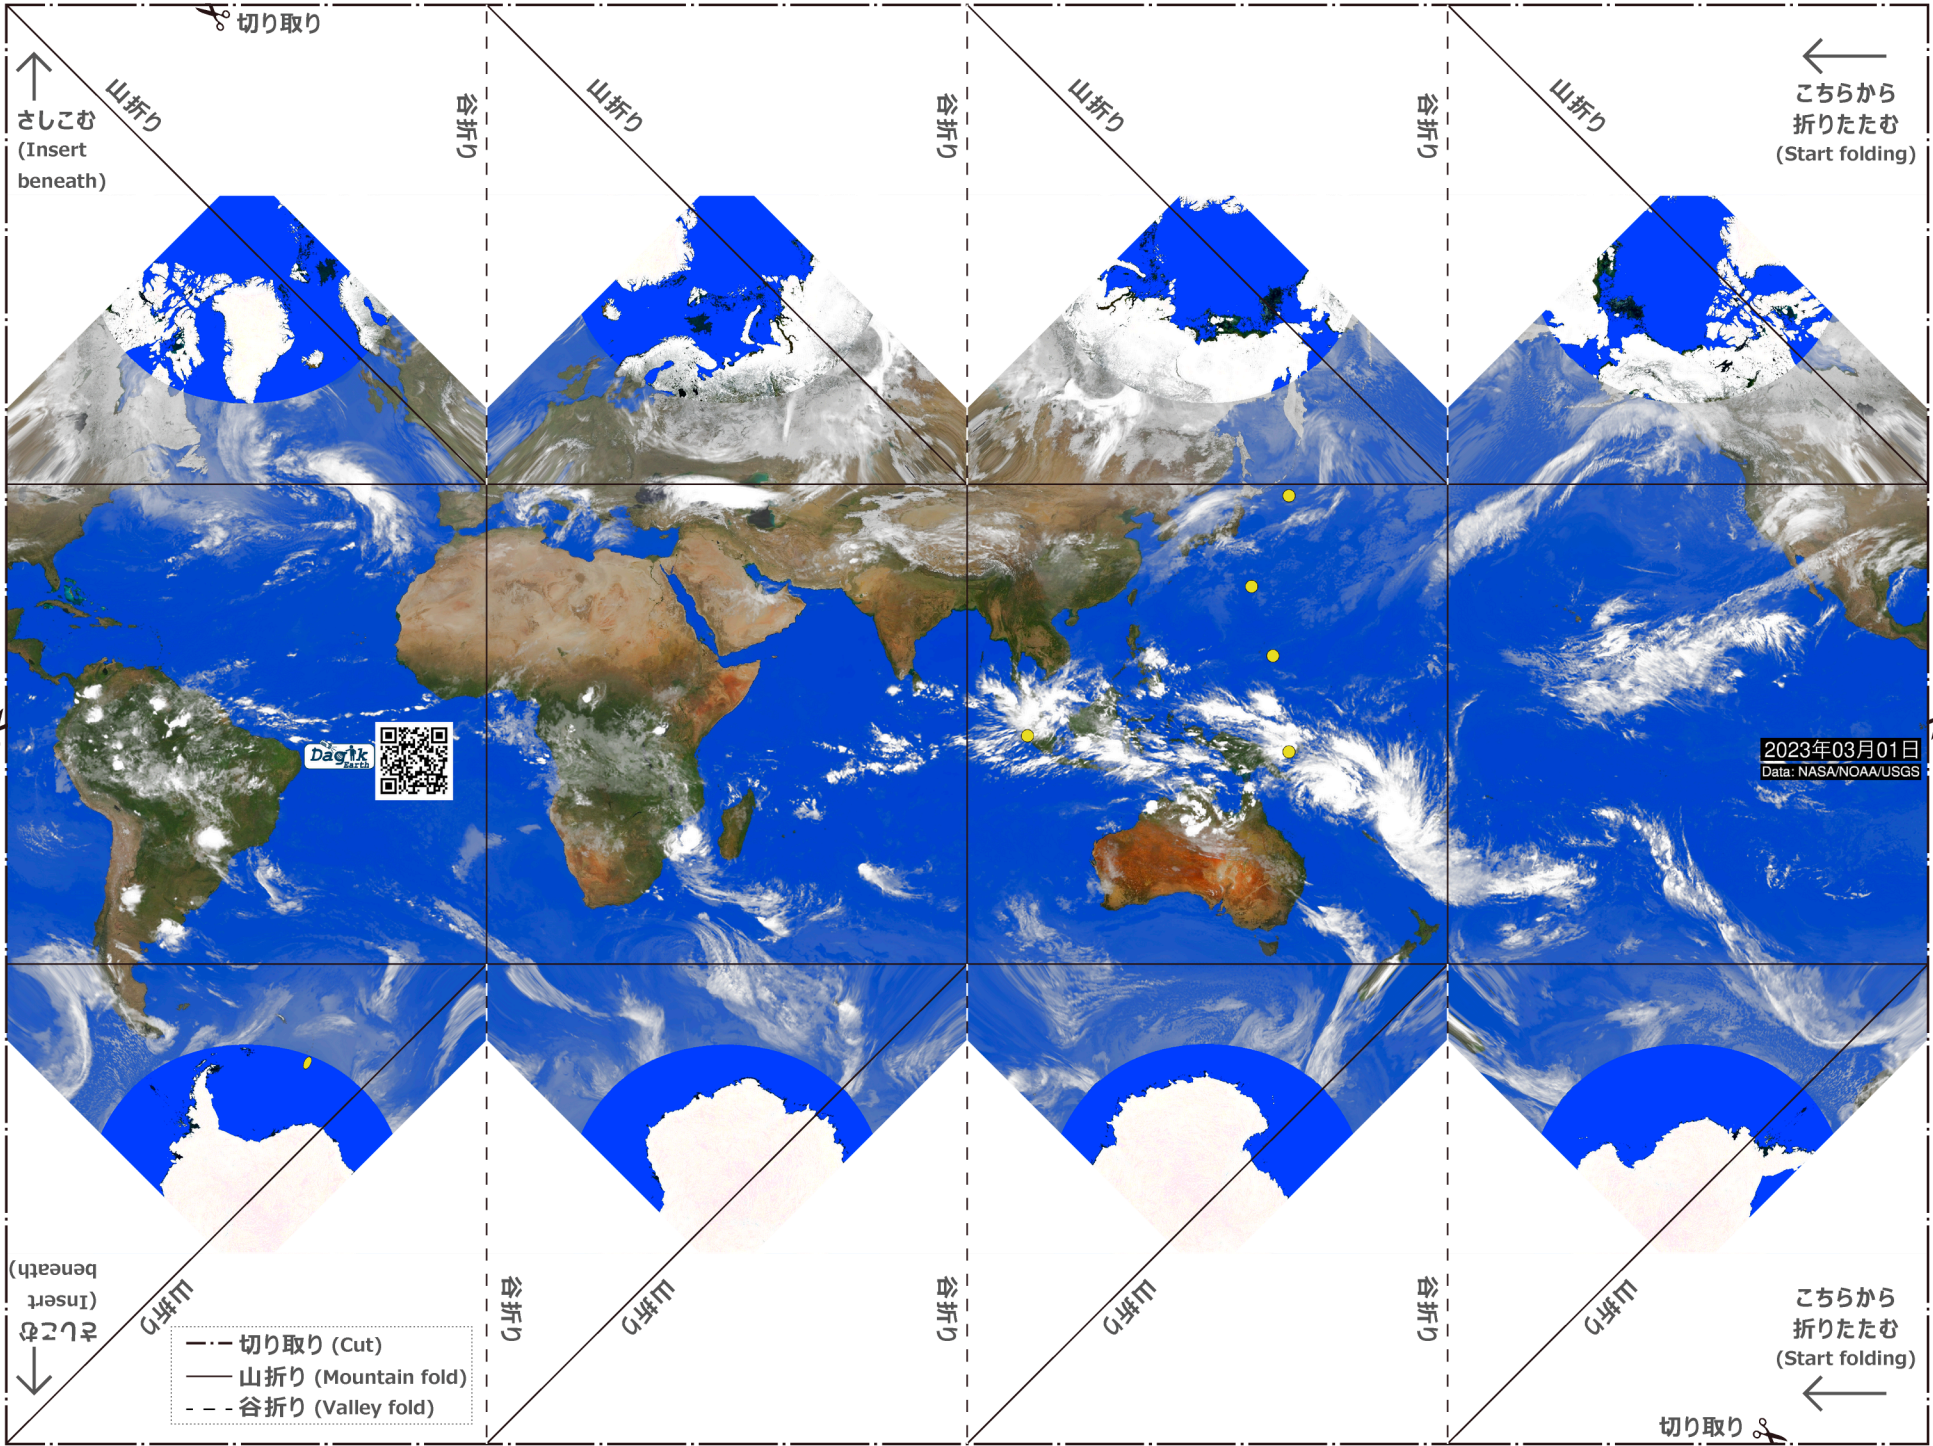 切り取り
さしこむ
(Insert
beneath)
山折り
谷折り
山折り
谷折り
山折り
谷折り
山折り
こちらから
折りたたむ
(Start folding)
Dagik
Earth
2023年03月01日
Data: NASA/NOAA/USGS
さしこむ
(Insert
beneath)
山折り
谷折り
山折り
谷折り
山折り
谷折り
山折り
こちらから
折りたたむ
(Start folding)
切り取り (Cut)
山折り (Mountain fold)
谷折り (Valley fold)
切り取り